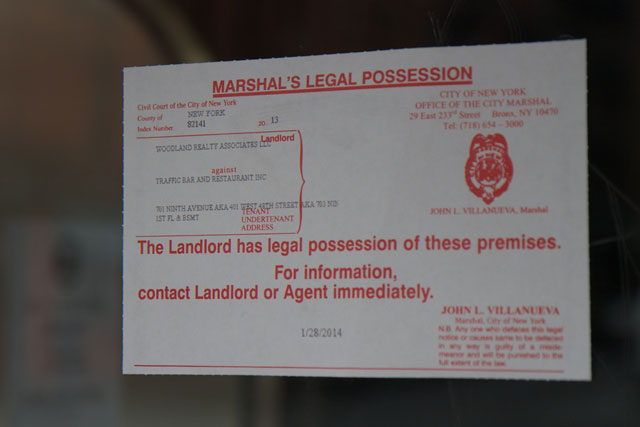 MARSHAL'S LEGAL POSSESSION
Civil Court of the City of New York
County of NEW YORK
Index Number 82141 20 13
Landlord
WOODLAND REALTY ASSOCIATES LLC
against
TRAFFIC BAR AND RESTAURANT INC
701 NINTH AVENUE AKA 401 WEST 48TH STREET AKA 703 NIN
1ST FL & BSMT
TENANT
UNDERTENANT
ADDRESS
CITY OF NEW YORK
OFFICE OF THE CITY MARSHAL
29 East 233rd Street Bronx, NY 10470
Tel: (718) 654 - 5000
JOHN L. VILLANUEVA, Marshal
The Landlord has legal possession of these premises.
For information,
contact Landlord or Agent immediately.
1/28/2014
JOHN L. VILLANUEVA
Marshal, City of New York
N.B. Any one who defaces this legal
notice or causes same to be defaced
in any way is guilty of a misde-
meanor and will be punished to the
full extent of the law.